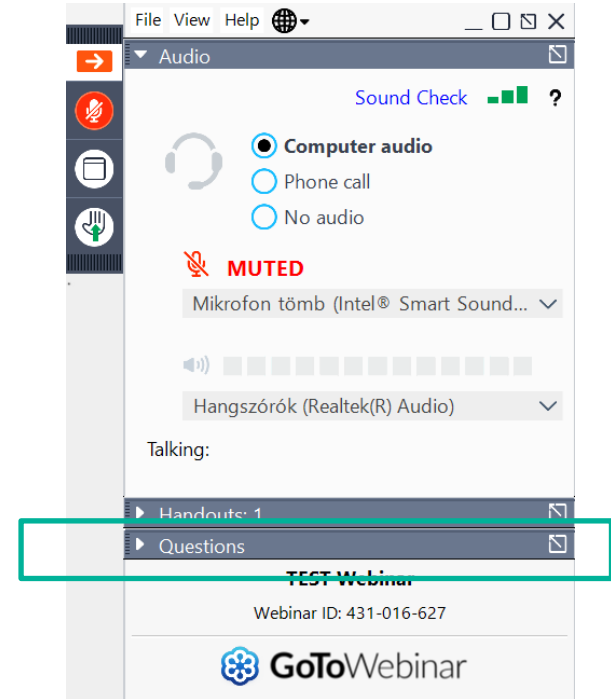 File View Help
Audio
Sound Check ?
Computer audio
Phone call
No audio
MUTED
Mikrofon tömb (Intel® Smart Sound...
Hangszórók (Realtek(R) Audio)
Talking:
Handouts: 1
Questions
TEST Webinar
Webinar ID: 431-016-627
GoToWebinar